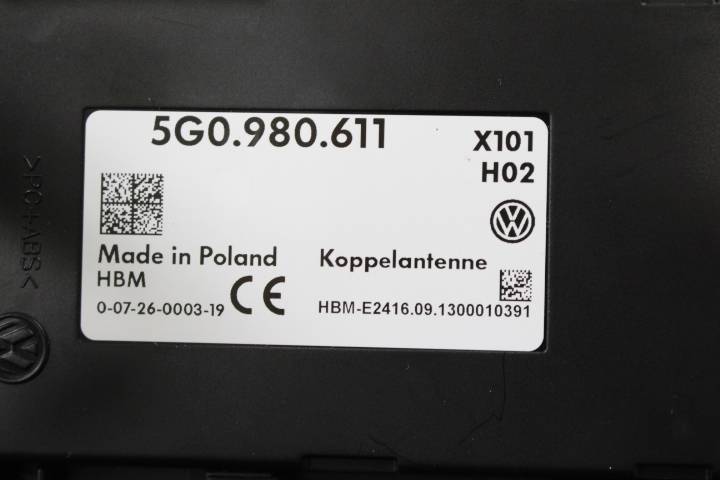 5G0.980.611
X101
H02
Made in Poland
HBM
0-07-26-0003-19
CE
Koppelantenne
HBM-E2416.09.1300010391
>PC+ABS<